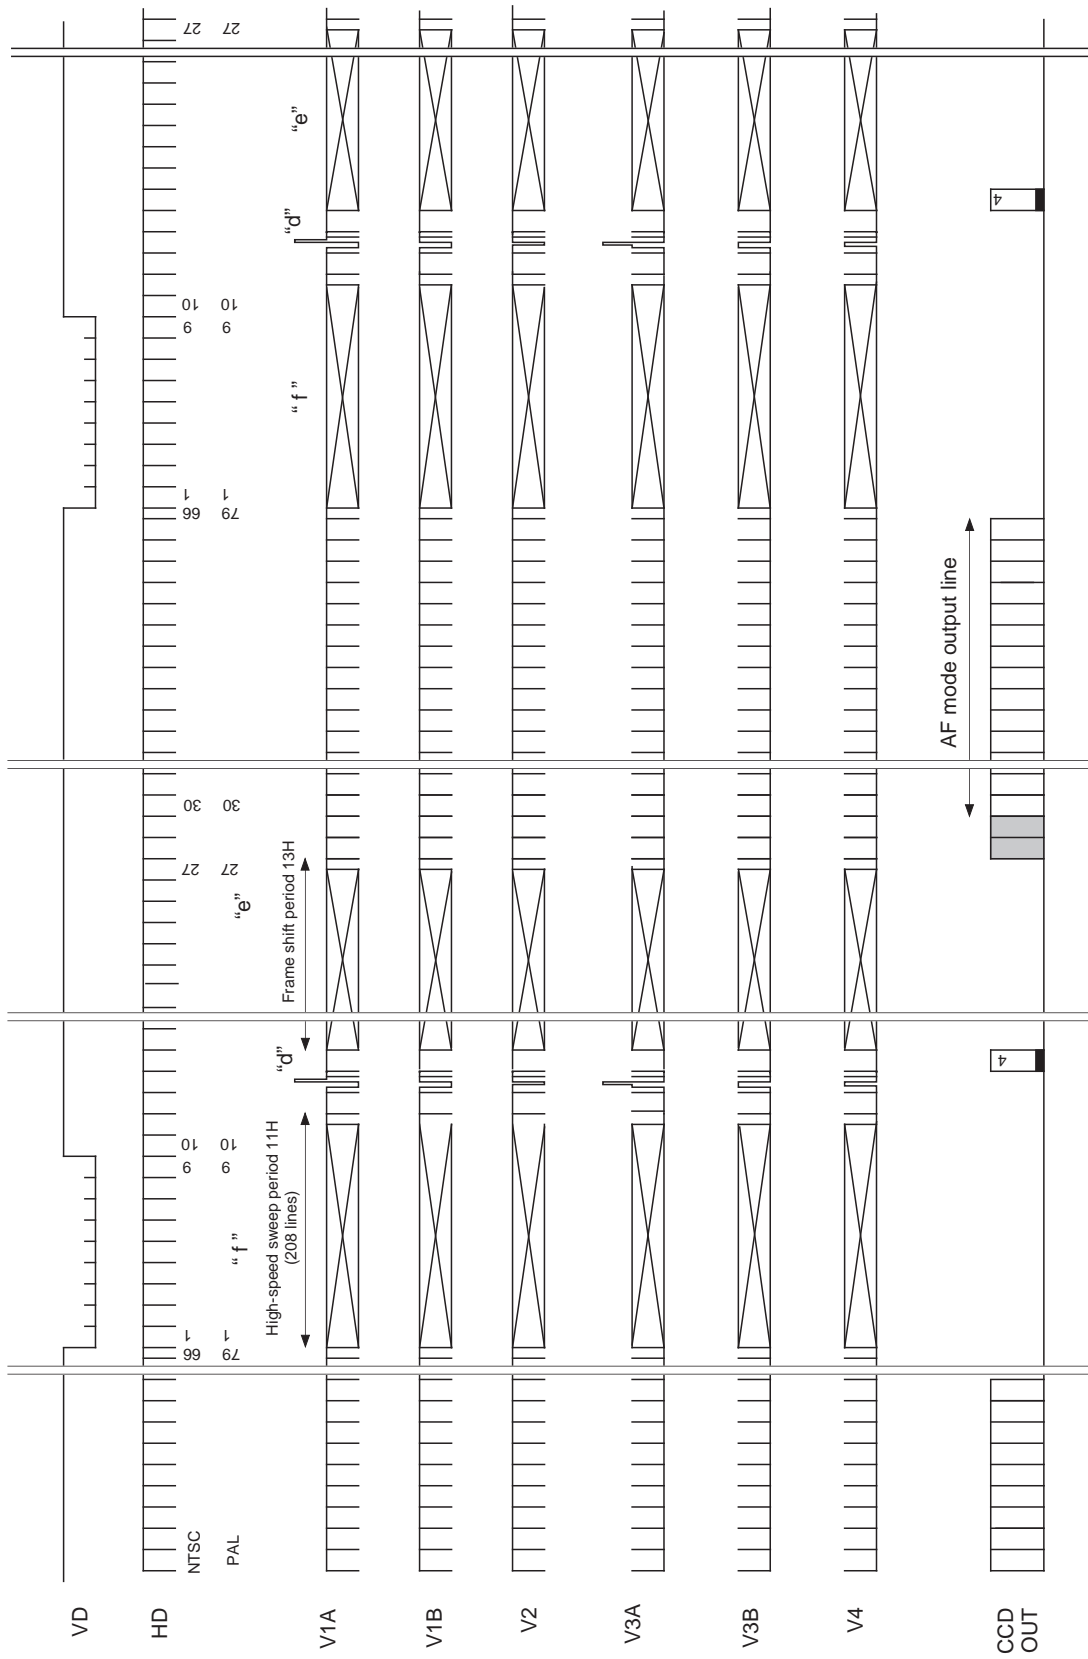 VD
HD
NTSC 66 1 9 10 27 30 66 1 9 10 27
PAL 79 1 9 10 27 30 79 1 9 10 27
“f” “e”
High-speed sweep period 11H
(208 lines)
“d”
Frame shift period 13H
“f” “d” “e”
V1A
V1B
V2
V3A
V3B
V4
AF mode output line
CCD
OUT
4 4